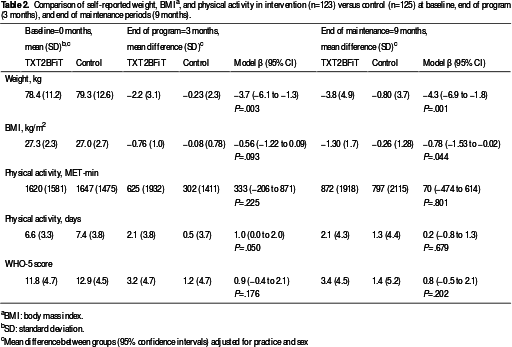 Table 2. Comparison of self-reported weight, BMIᵃ, and physical activity in intervention (n=123) versus control (n=125) at baseline, end of program
(3 months), and end of maintenance periods (9 months).
Baseline=0 months, End of program=3 months, End of maintenance=9 months,
mean (SD)ᵇ,ᶜ mean difference (SD)ᶜ mean difference (SD)ᶜ
TXT2BFiT Control TXT2BFiT Control Model β (95% CI) TXT2BFiT Control Model β (95% CI)
Weight, kg
78.4 (11.2) 79.3 (12.6) −2.2 (3.1) −0.23 (2.3) −3.7 (−6.1 to −1.3) −3.8 (4.9) −0.80 (3.7) −4.3 (−6.9 to −1.8)
P=.003 P=.001
BMI, kg/m²
27.3 (2.3) 27.0 (2.7) −0.76 (1.0) −0.08 (0.78) −0.56 (−1.22 to 0.09) −1.30 (1.7) −0.26 (1.28) −0.78 (−1.53 to −0.02)
P=.093 P=.044
Physical activity, MET-min
1620 (1581) 1647 (1475) 625 (1932) 302 (1411) 333 (−206 to 871) 872 (1918) 797 (2115) 70 (−474 to 614)
P=.225 P=.801
Physical activity, days
6.6 (3.3) 7.4 (3.8) 2.1 (3.8) 0.5 (3.7) 1.0 (0.0 to 2.0) 2.1 (4.3) 1.3 (4.4) 0.2 (−0.8 to 1.3)
P=.050 P=.679
WHO-5 score
11.8 (4.7) 12.9 (4.5) 3.2 (4.7) 1.2 (4.7) 0.9 (−0.4 to 2.1) 3.4 (4.5) 1.4 (5.2) 0.8 (−0.5 to 2.1)
P=.176 P=.202
ᵃBMI: body mass index.
ᵇSD: standard deviation.
ᶜMean difference between groups (95% confidence intervals) adjusted for practice and sex